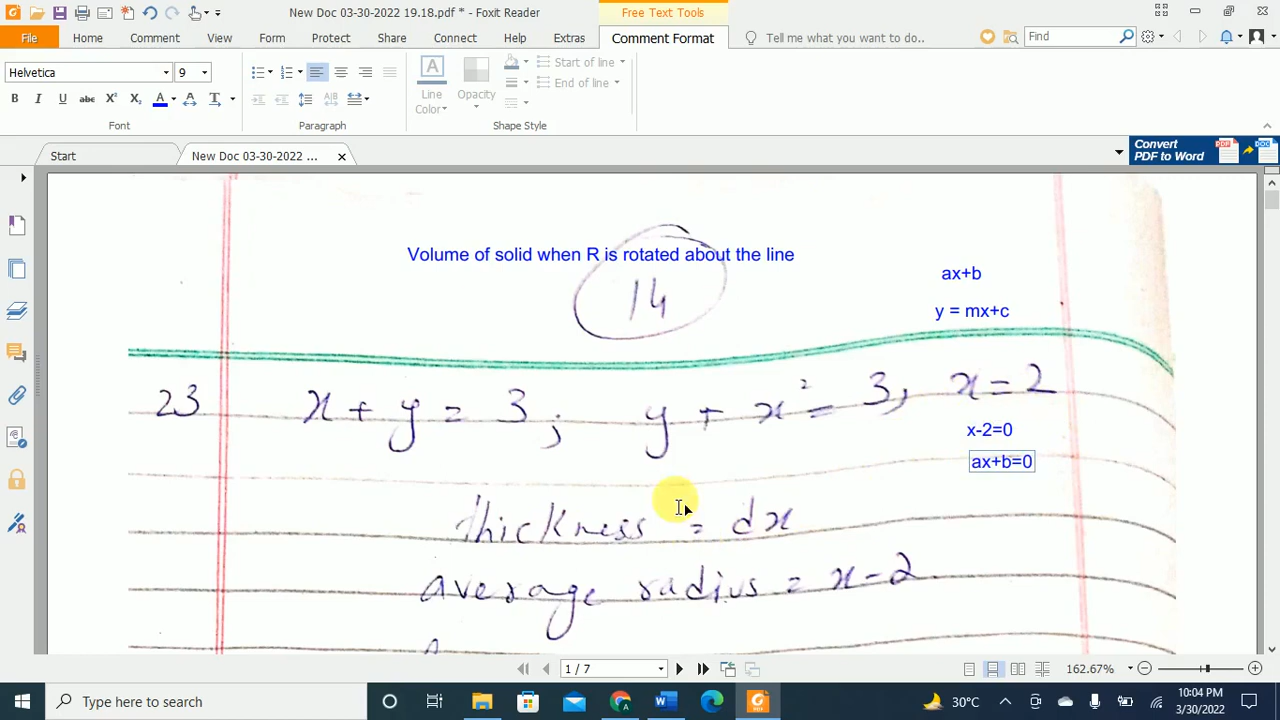 New Doc 03-30-2022 19.18.pdf * - Foxit Reader
Free Text Tools
File Home Comment View Form Protect Share Connect Help Extras Comment Format Tell me what you want to do.. Find
Helvetica 9
Start of line
End of line
Line Color
Opacity
Font Paragraph Shape Style
Start
New Doc 03-30-2022 ...
Convert PDF to Word
Volume of solid when R is rotated about the line
ax+b
14
y = mx+c
23 x + y = 3; y + x² = 3, x = 2
x-2=0
ax+b=0
Thickness = dx
average radius = x-2
1 / 7
162.67%
Type here to search
30°C
10:04 PM
3/30/2022